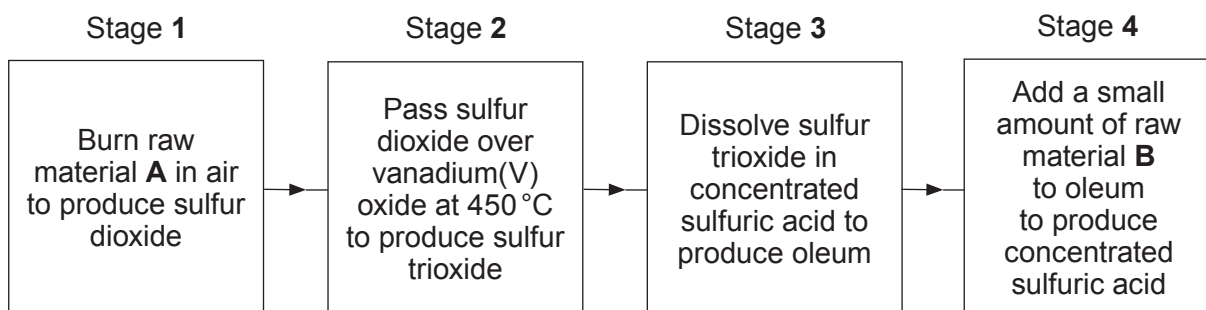 Stage 1
Burn raw
material A in air
to produce sulfur
dioxide
Stage 2
Pass sulfur
dioxide over
vanadium(V)
oxide at 450 °C
to produce sulfur
trioxide
Stage 3
Dissolve sulfur
trioxide in
concentrated
sulfuric acid to
produce oleum
Stage 4
Add a small
amount of raw
material B
to oleum
to produce
concentrated
sulfuric acid